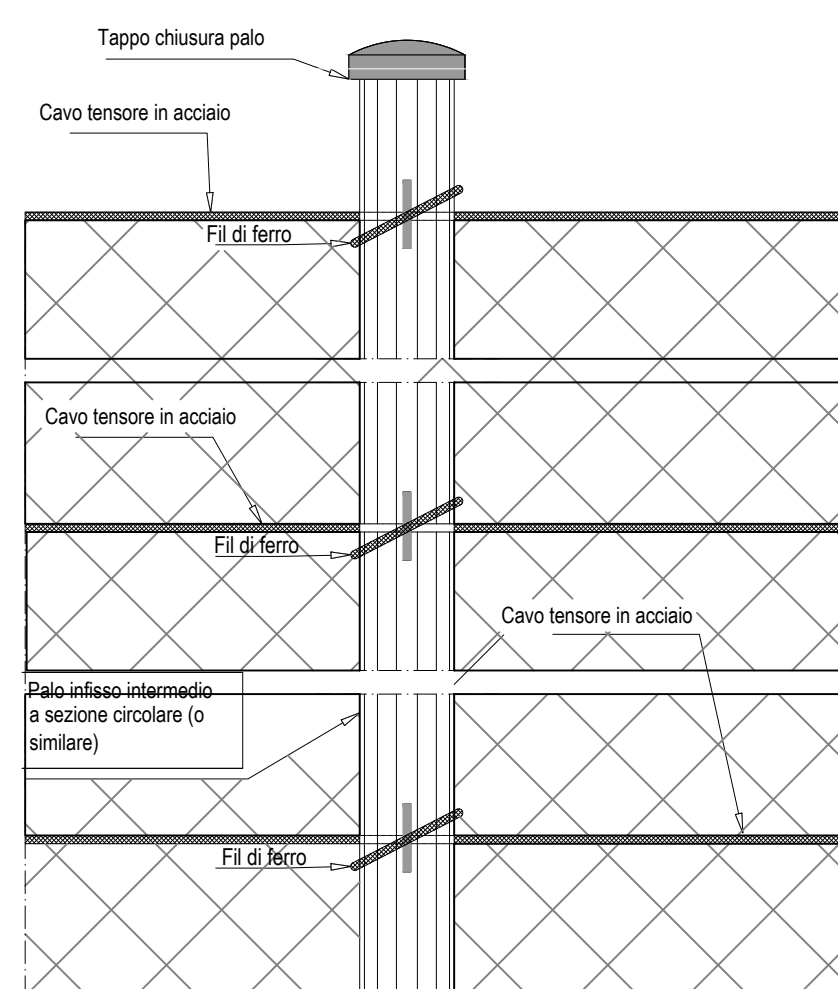 Tappo chiusura palo
Cavo tensore in acciaio
Fil di ferro
Cavo tensore in acciaio
Fil di ferro
Cavo tensore in acciaio
Palo infisso intermedio
a sezione circolare (o
similare)
Fil di ferro